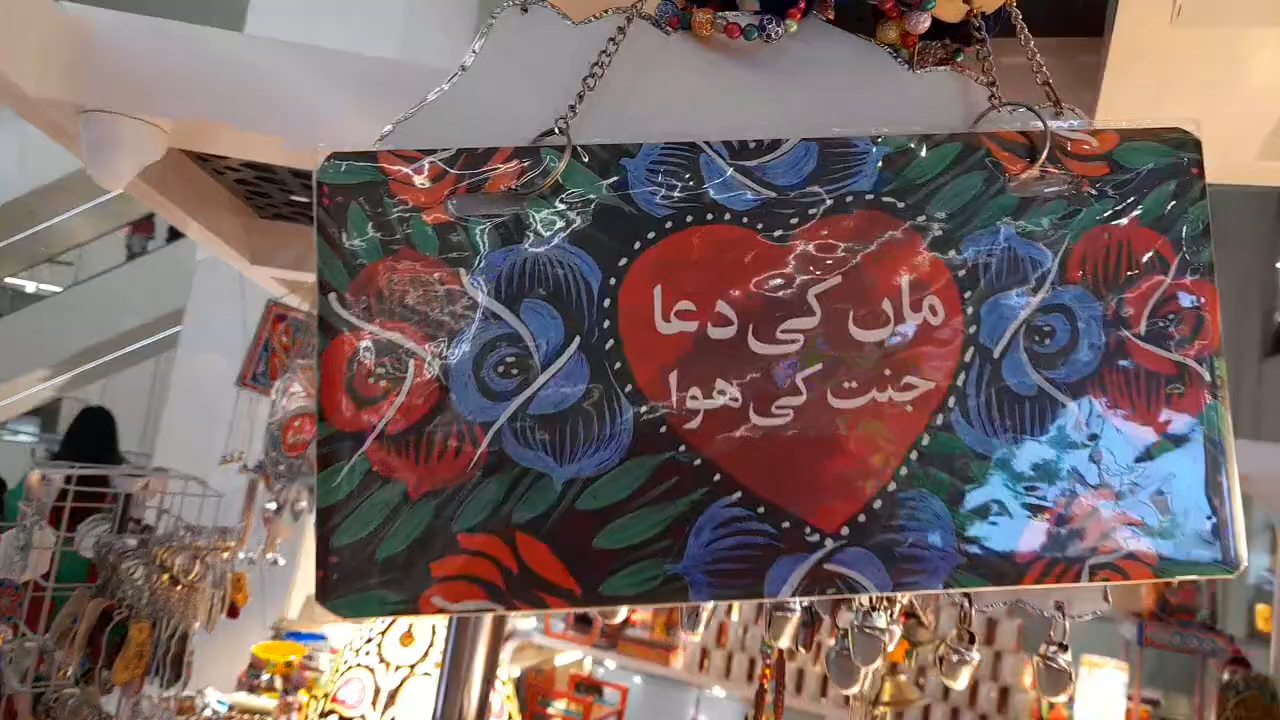 ماں کی دعا
جنت کی ہوا